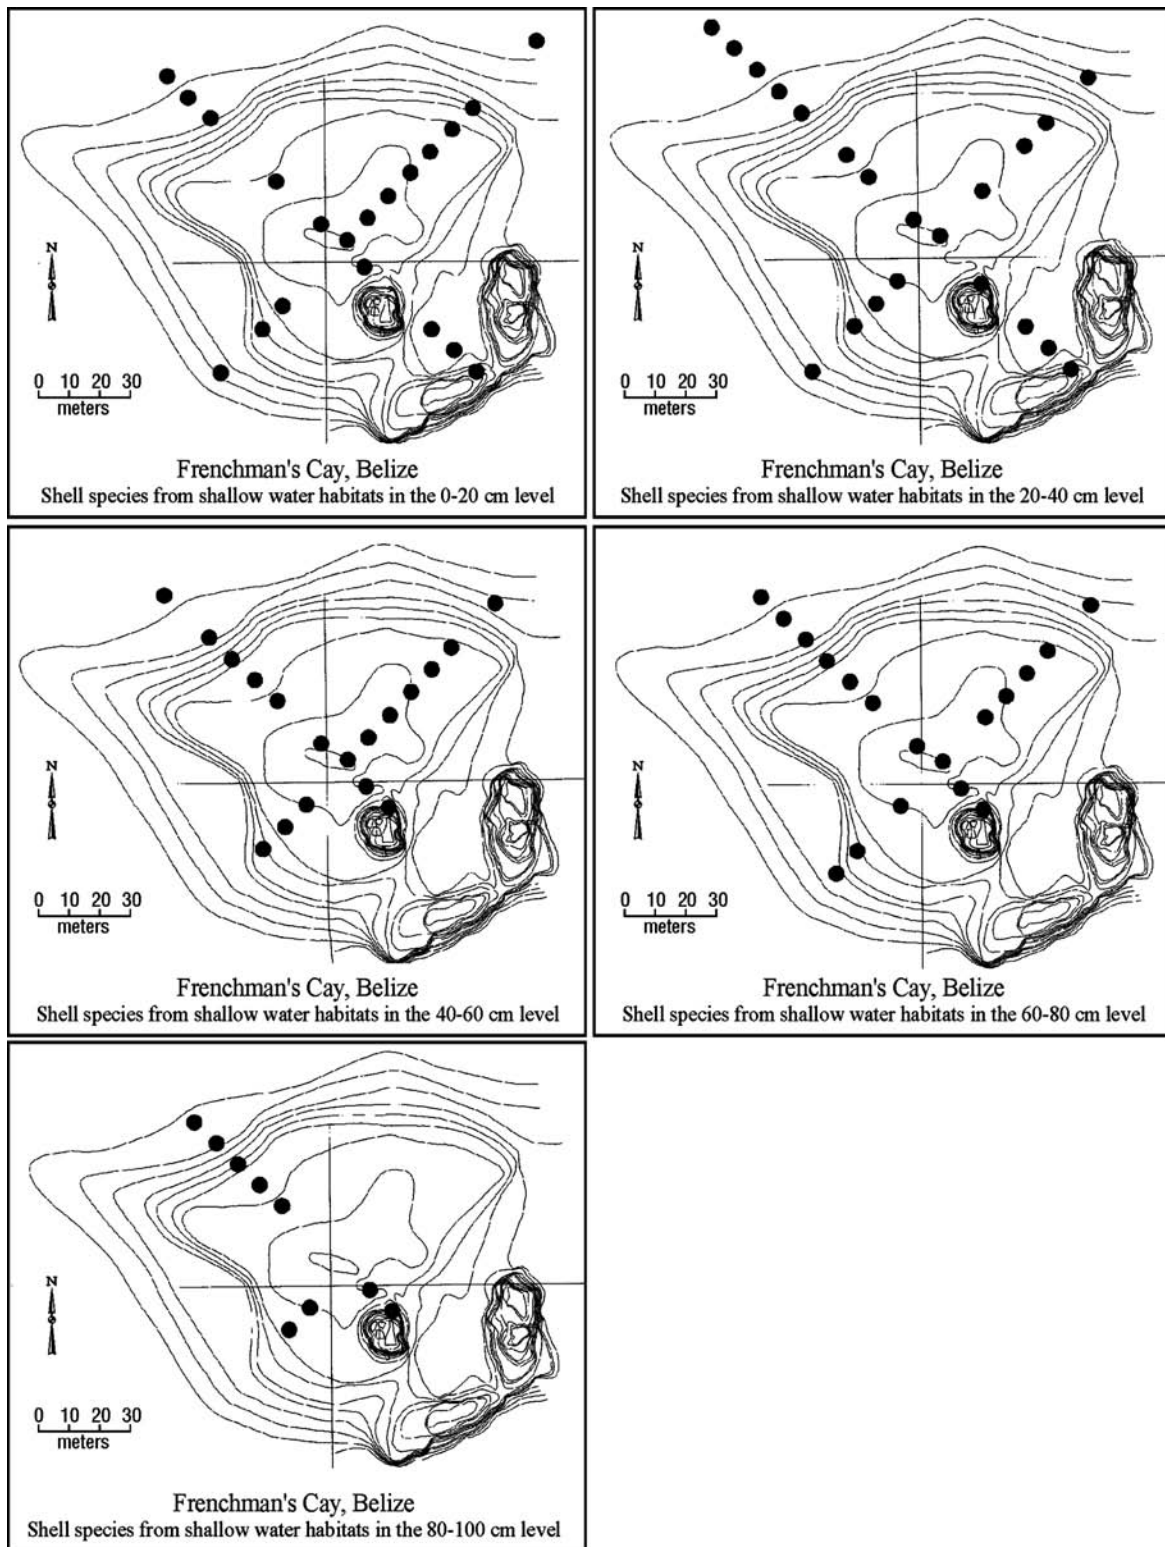 N
0 10 20 30
meters
Frenchman's Cay, Belize
Shell species from shallow water habitats in the 0-20 cm level
N
0 10 20 30
meters
Frenchman's Cay, Belize
Shell species from shallow water habitats in the 20-40 cm level
N
0 10 20 30
meters
Frenchman's Cay, Belize
Shell species from shallow water habitats in the 40-60 cm level
N
0 10 20 30
meters
Frenchman's Cay, Belize
Shell species from shallow water habitats in the 60-80 cm level
N
0 10 20 30
meters
Frenchman's Cay, Belize
Shell species from shallow water habitats in the 80-100 cm level